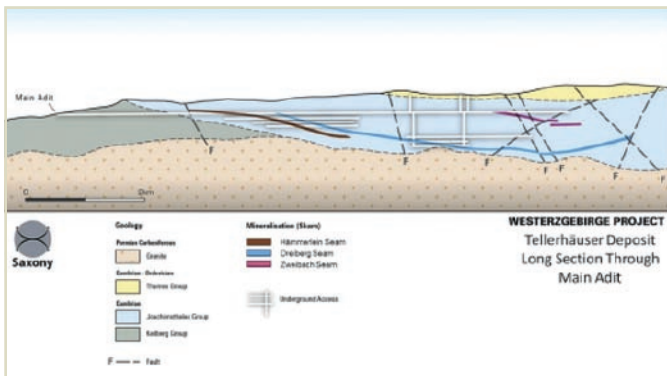 Main Adit
F
F
F
F
F
F
0
WESTERZGEBIRGE PROJECT
Tellerhäuser Deposit
Long Section Through
Main Adit
Saxony
Geology
Permian Carboniferous
Granite
Cambrian - Ordovician
Thermes Group
Cambrian
Joachimsthaler Group
Keilberg Group
F Fault
Mineralisation (Skarn)
Hämmerlein Seam
Dreiberg Seam
Zweibach Seam
Underground Access